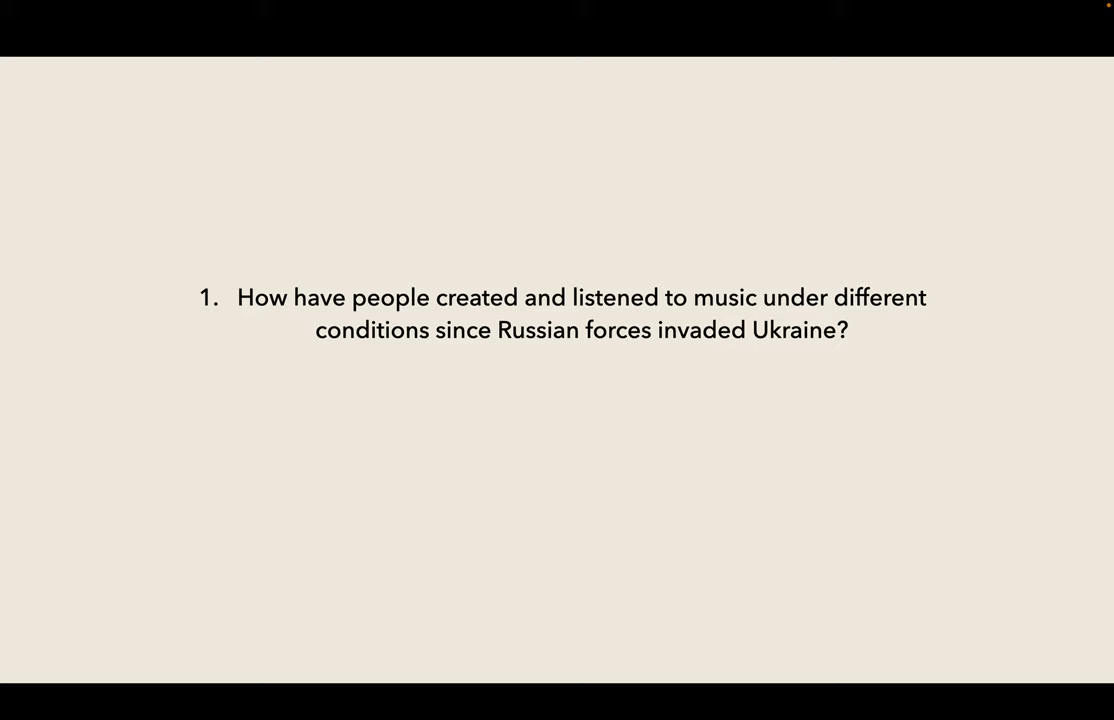 1. How have people created and listened to music under different
conditions since Russian forces invaded Ukraine?